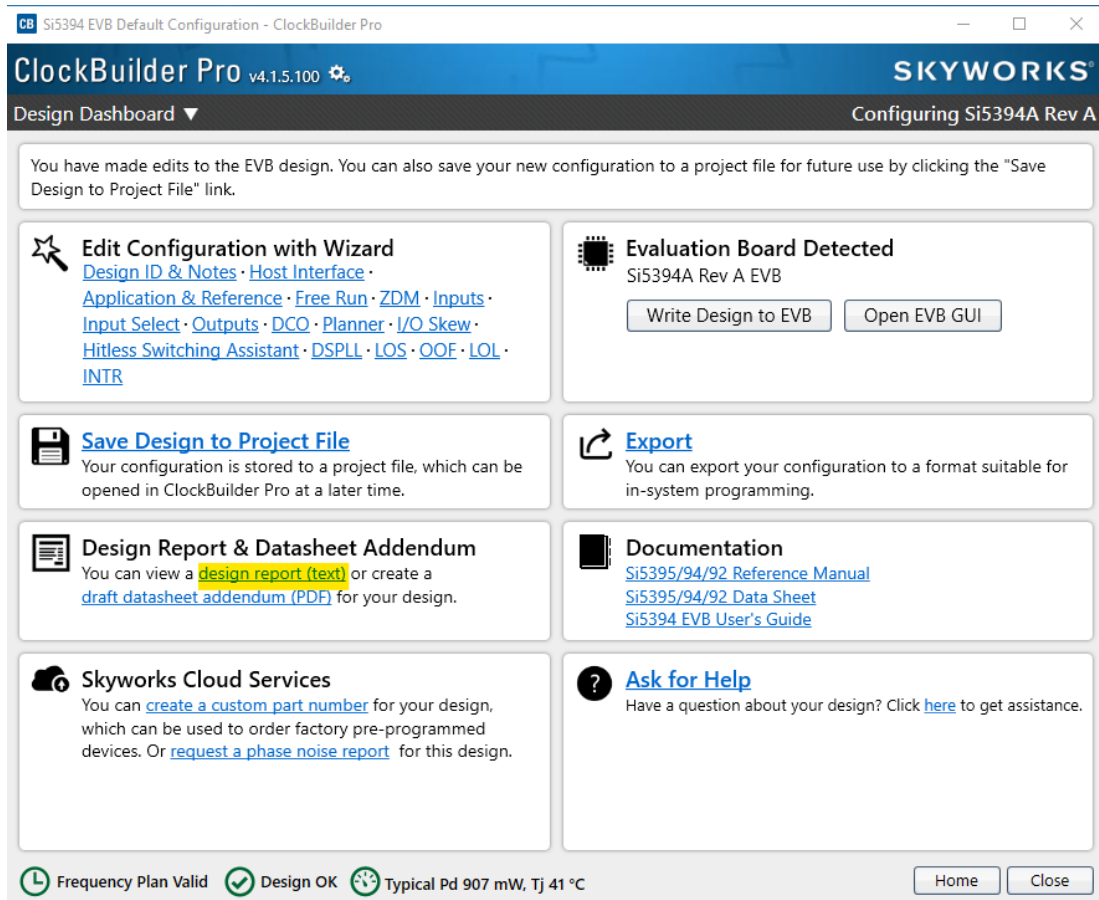 CB Si5394 EVB Default Configuration - ClockBuilder Pro
ClockBuilder Pro v4.1.5.100
SKYWORKS®
Design Dashboard ▼
Configuring Si5394A Rev A
You have made edits to the EVB design. You can also save your new configuration to a project file for future use by clicking the "Save
Design to Project File" link.
Edit Configuration with Wizard
Design ID & Notes · Host Interface ·
Application & Reference · Free Run · ZDM · Inputs ·
Input Select · Outputs · DCO · Planner · I/O Skew ·
Hitless Switching Assistant · DSPLL · LOS · OOF · LOL ·
INTR
Evaluation Board Detected
Si5394A Rev A EVB
Write Design to EVB
Open EVB GUI
Save Design to Project File
Your configuration is stored to a project file, which can be
opened in ClockBuilder Pro at a later time.
Export
You can export your configuration to a format suitable for
in-system programming.
Design Report & Datasheet Addendum
You can view a design report (text) or create a
draft datasheet addendum (PDF) for your design.
Documentation
Si5395/94/92 Reference Manual
Si5395/94/92 Data Sheet
Si5394 EVB User's Guide
Skyworks Cloud Services
You can create a custom part number for your design,
which can be used to order factory pre-programmed
devices. Or request a phase noise report for this design.
Ask for Help
Have a question about your design? Click here to get assistance.
Frequency Plan Valid
Design OK
Typical Pd 907 mW, Tj 41 °C
Home
Close